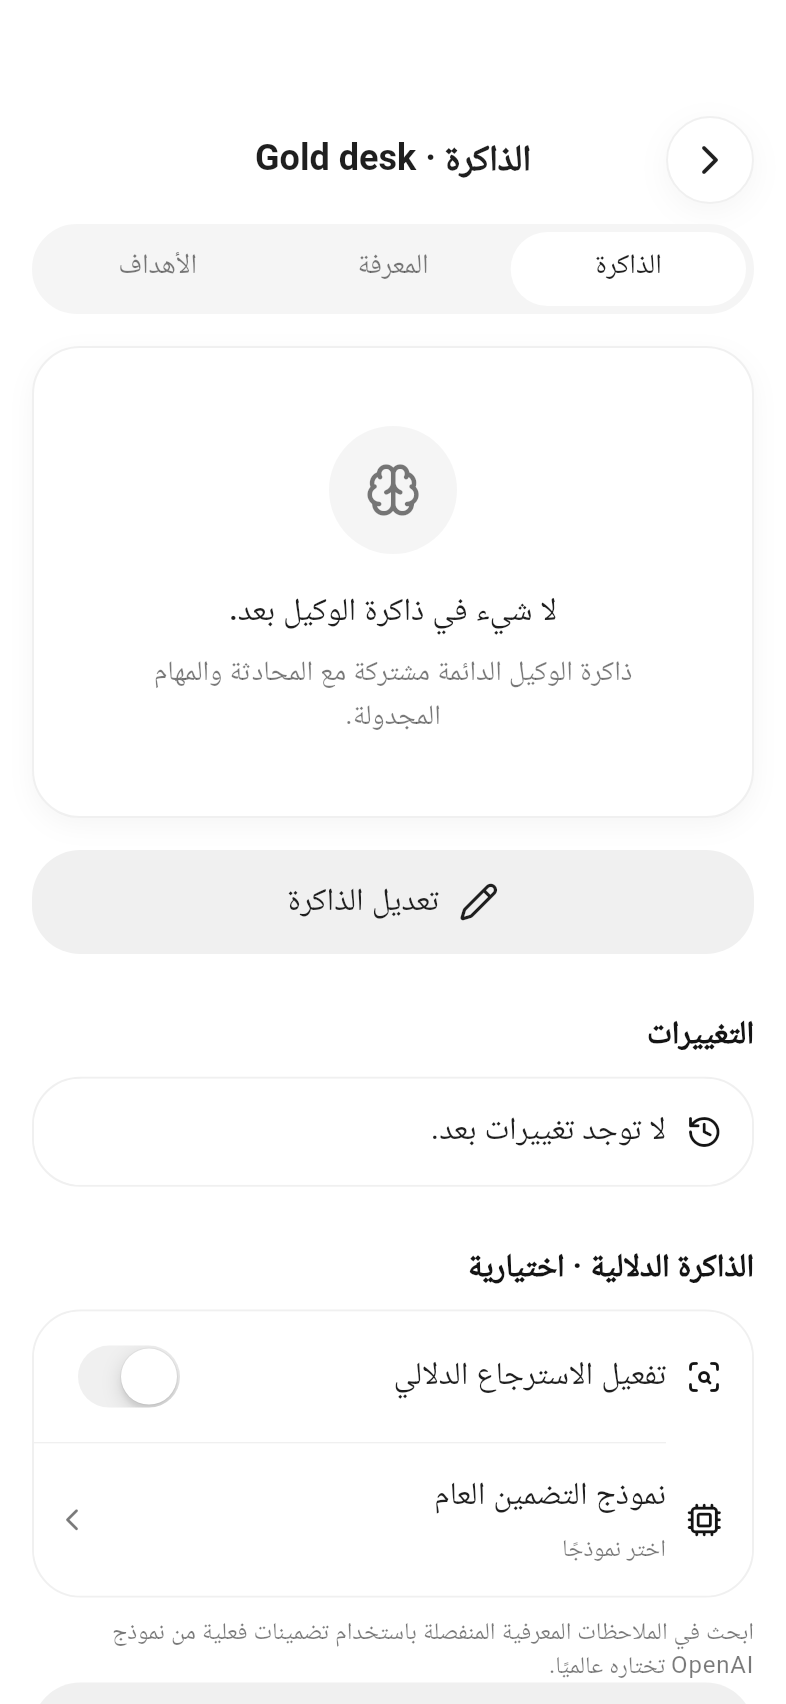 الذاكرة · Gold desk
الذاكرة
المعرفة
الأهداف
لا شيء في ذاكرة الوكيل بعد.
ذاكرة الوكيل الدائمة مشتركة مع المحادثة والمهام
المجدولة.
تعديل الذاكرة
التغييرات
لا توجد تغييرات بعد.
الذاكرة الدلالية · اختيارية
تفعيل الاسترجاع الدلالي
نموذج التضمين العام
اختر نموذجًا
ابحث في الملاحظات المعرفية المنفصلة باستخدام تضمينات فعلية من نموذج
OpenAI تختاره عالميًا.